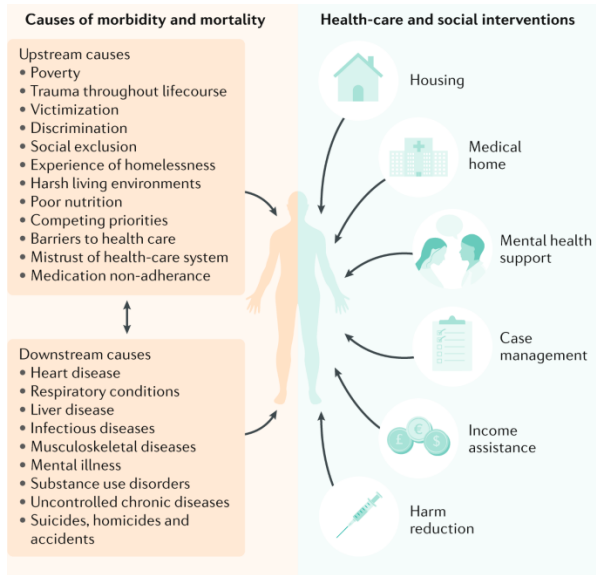 Causes of morbidity and mortality
Upstream causes
• Poverty
• Trauma throughout lifecourse
• Victimization
• Discrimination
• Social exclusion
• Experience of homelessness
• Harsh living environments
• Poor nutrition
• Competing priorities
• Barriers to health care
• Mistrust of health-care system
• Medication non-adherance
Downstream causes
• Heart disease
• Respiratory conditions
• Liver disease
• Infectious diseases
• Musculoskeletal diseases
• Mental illness
• Substance use disorders
• Uncontrolled chronic diseases
• Suicides, homicides and
accidents
Health-care and social interventions
Housing
Medical
home
Mental health
support
Case
management
£ € $
Income
assistance
Harm
reduction